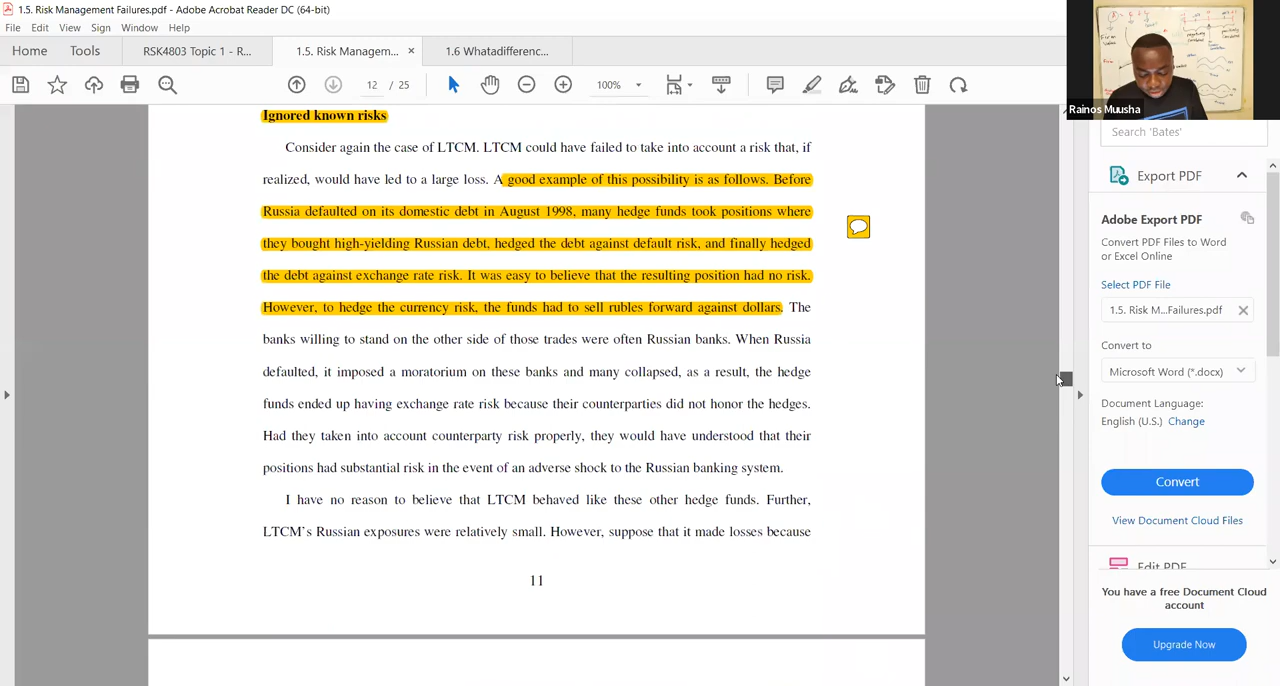 1.5. Risk Management Failures.pdf - Adobe Acrobat Reader DC (64-bit)
File Edit View Sign Window Help
Home Tools RSK4803 Topic 1 - R... 1.5. Risk Managem... × 1.6 Whatadifferenc...
12 / 25 100%
Rainos Muusha
Ignored known risks
Consider again the case of LTCM. LTCM could have failed to take into account a risk that, if
realized, would have led to a large loss. A good example of this possibility is as follows. Before
Russia defaulted on its domestic debt in August 1998, many hedge funds took positions where
they bought high-yielding Russian debt, hedged the debt against default risk, and finally hedged
the debt against exchange rate risk. It was easy to believe that the resulting position had no risk.
However, to hedge the currency risk, the funds had to sell rubles forward against dollars. The
banks willing to stand on the other side of those trades were often Russian banks. When Russia
defaulted, it imposed a moratorium on these banks and many collapsed, as a result, the hedge
funds ended up having exchange rate risk because their counterparties did not honor the hedges.
Had they taken into account counterparty risk properly, they would have understood that their
positions had substantial risk in the event of an adverse shock to the Russian banking system.
I have no reason to believe that LTCM behaved like these other hedge funds. Further,
LTCM's Russian exposures were relatively small. However, suppose that it made losses because
11
Search 'Bates'
Export PDF
Adobe Export PDF
Convert PDF Files to Word
or Excel Online
Select PDF File
1.5. Risk M...Failures.pdf
Convert to
Microsoft Word (*.docx)
Document Language:
English (U.S.) Change
Convert
View Document Cloud Files
Edit PDF
You have a free Document Cloud
account
Upgrade Now